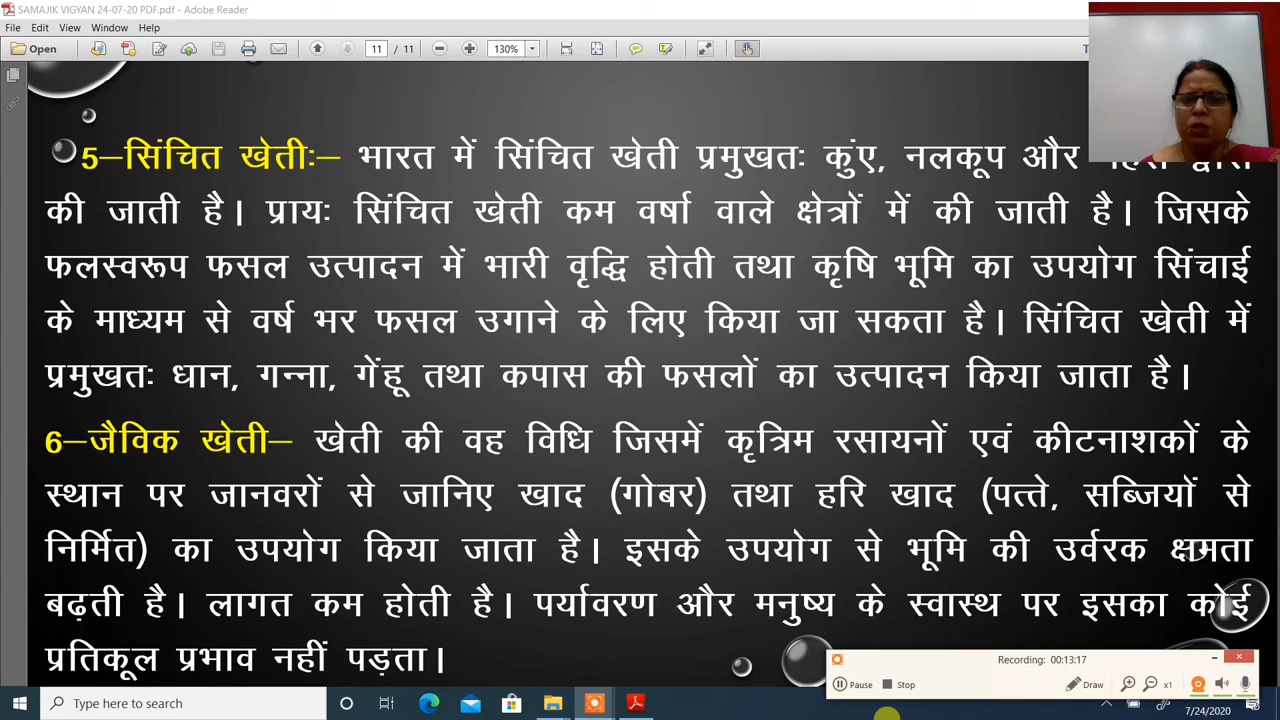 SAMAJIK VIGYAN 24-07-20 PDF.pdf - Adobe Reader
File Edit View Window Help
Open 11 / 11 130%
5–सिंचित खेतीः– भारत में सिंचित खेती प्रमुखतः कुंए, नलकूप और
की जाती है। प्रायः सिंचित खेती कम वर्षा वाले क्षेत्रों में की जाती है। जिसके
फलस्वरूप फसल उत्पादन में भारी वृद्धि होती तथा कृषि भूमि का उपयोग सिंचाई
के माध्यम से वर्ष भर फसल उगाने के लिए किया जा सकता है। सिंचित खेती में
प्रमुखतः धान, गन्ना, गेंहू तथा कपास की फसलों का उत्पादन किया जाता है।
6–जैविक खेती– खेती की वह विधि जिसमें कृत्रिम रसायनों एवं कीटनाशकों के
स्थान पर जानवरों से जानिए खाद (गोबर) तथा हरि खाद (पत्ते, सब्जियों से
निर्मित) का उपयोग किया जाता है। इसके उपयोग से भूमि की उर्वरक क्षमता
बढ़ती है। लागत कम होती है। पर्यावरण और मनुष्य के स्वास्थ पर इसका कोई
प्रतिकूल प्रभाव नहीं पड़ता।
Recording: 00:13:17
Pause Stop Draw x1
Type here to search
7/24/2020